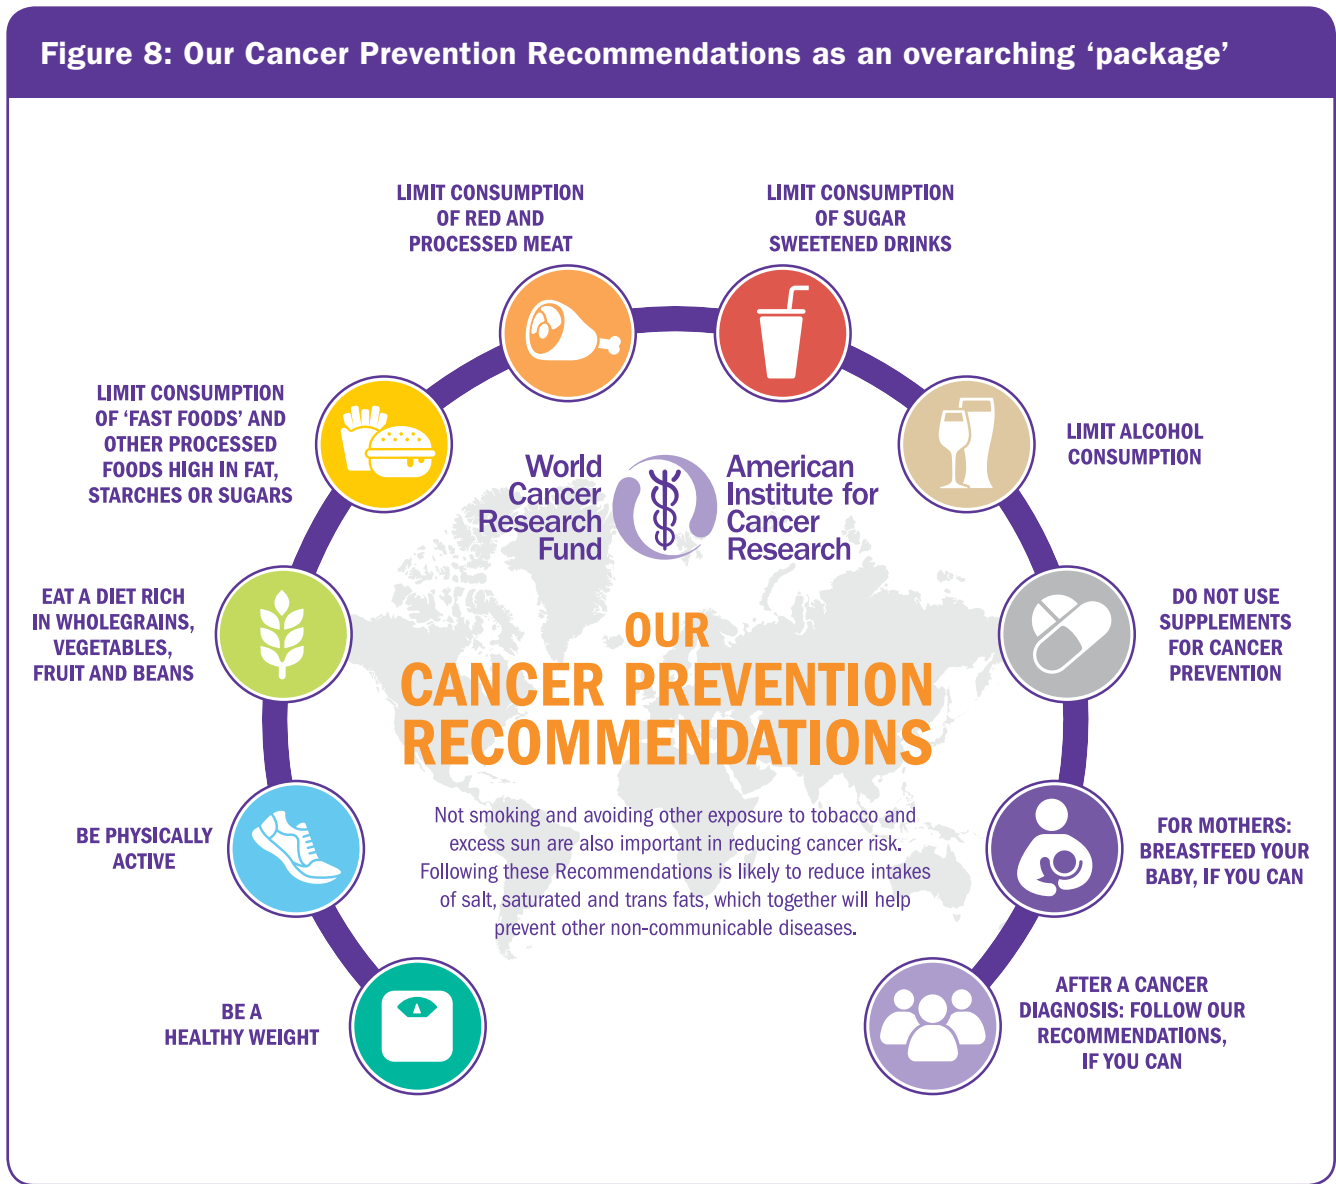 Figure 8: Our Cancer Prevention Recommendations as an overarching ‘package’
LIMIT CONSUMPTION
OF RED AND
PROCESSED MEAT
LIMIT CONSUMPTION
OF SUGAR
SWEETENED DRINKS
LIMIT CONSUMPTION
OF ‘FAST FOODS’ AND
OTHER PROCESSED
FOODS HIGH IN FAT,
STARCHES OR SUGARS
LIMIT ALCOHOL
CONSUMPTION
World
Cancer
Research
Fund
American
Institute for
Cancer
Research
EAT A DIET RICH
IN WHOLEGRAINS,
VEGETABLES,
FRUIT AND BEANS
DO NOT USE
SUPPLEMENTS
FOR CANCER
PREVENTION
OUR
CANCER PREVENTION
RECOMMENDATIONS
Not smoking and avoiding other exposure to tobacco and
excess sun are also important in reducing cancer risk.
Following these Recommendations is likely to reduce intakes
of salt, saturated and trans fats, which together will help
prevent other non-communicable diseases.
BE PHYSICALLY
ACTIVE
FOR MOTHERS:
BREASTFEED YOUR
BABY, IF YOU CAN
BE A
HEALTHY WEIGHT
AFTER A CANCER
DIAGNOSIS: FOLLOW OUR
RECOMMENDATIONS,
IF YOU CAN